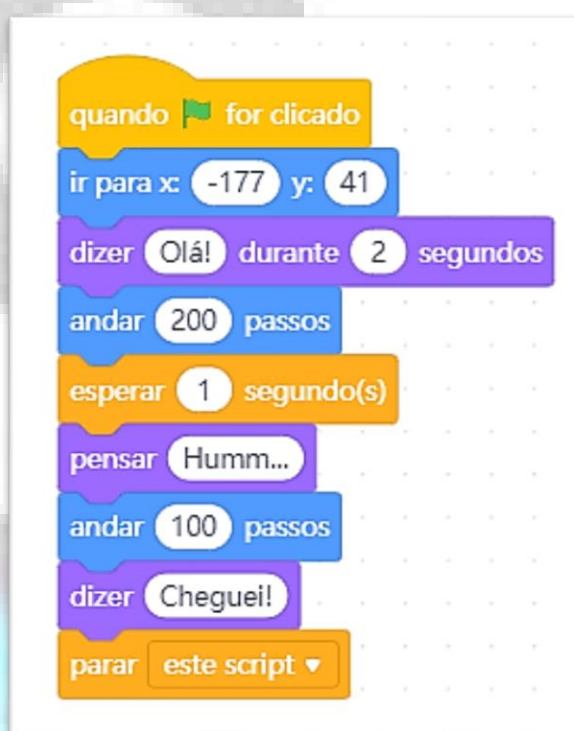 quando for clicado
ir para x: -177 y: 41
dizer Olá! durante 2 segundos
andar 200 passos
esperar 1 segundo(s)
pensar Humm...
andar 100 passos
dizer Cheguei!
parar este script